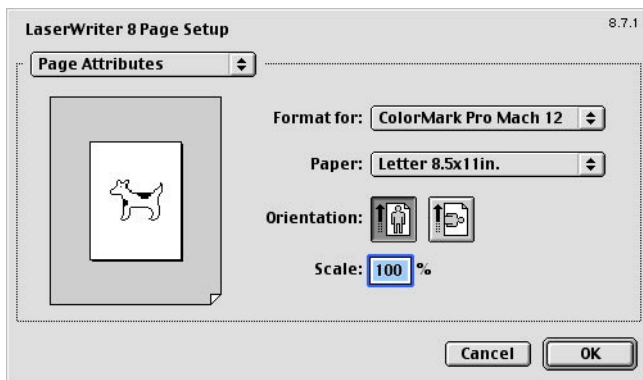 LaserWriter 8 Page Setup
8.7.1
Page Attributes
Format for: ColorMark Pro Mach 12
Paper: Letter 8.5x11in.
Orientation:
Scale: 100 %
Cancel OK